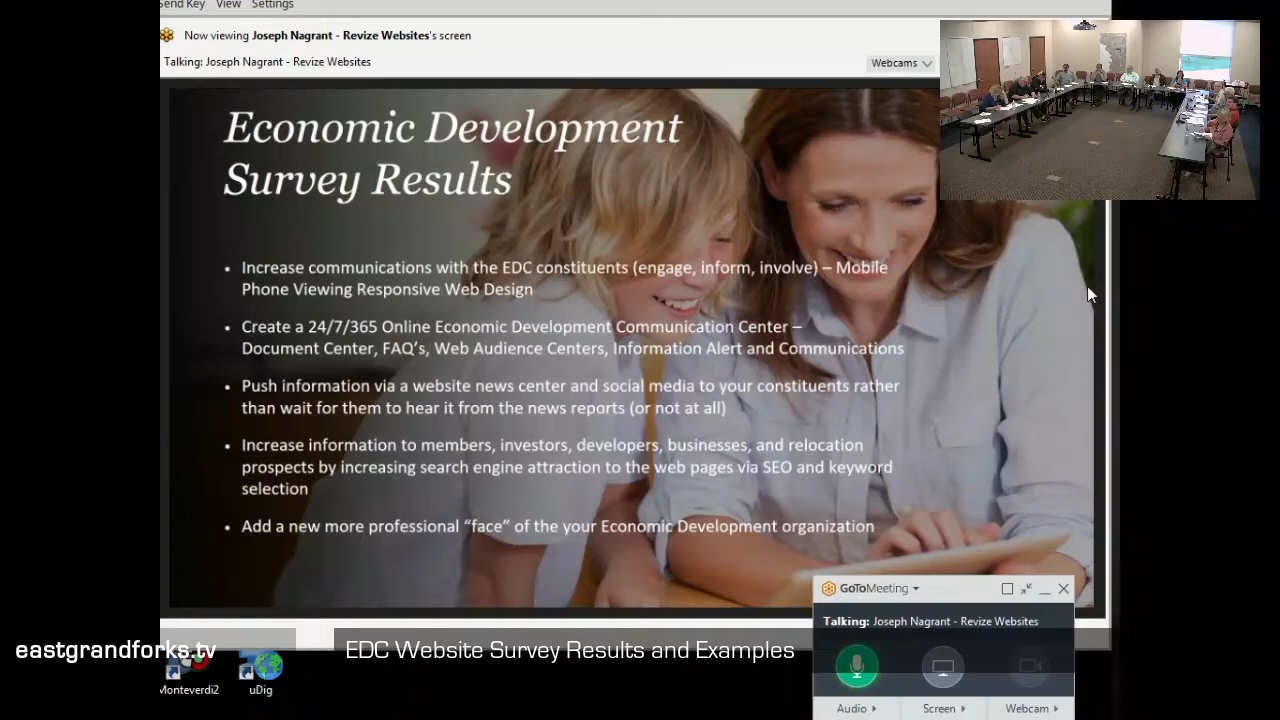 Send Key View Settings
Now viewing Joseph Nagrant - Revize Websites's screen
Talking: Joseph Nagrant - Revize Websites
Webcams
Economic Development
Survey Results
• Increase communications with the EDC constituents (engage, inform, involve) – Mobile
Phone Viewing Responsive Web Design
• Create a 24/7/365 Online Economic Development Communication Center –
Document Center, FAQ's, Web Audience Centers, Information Alert and Communications
• Push information via a website news center and social media to your constituents rather
than wait for them to hear it from the news reports (or not at all)
• Increase information to members, investors, developers, businesses, and relocation
prospects by increasing search engine attraction to the web pages via SEO and keyword
selection
• Add a new more professional “face” of the your Economic Development organization
GoToMeeting
Talking: Joseph Nagrant - Revize Websites
Audio Screen Webcam
eastgrandforks.tv
EDC Website Survey Results and Examples
Monteverdi2 uDig